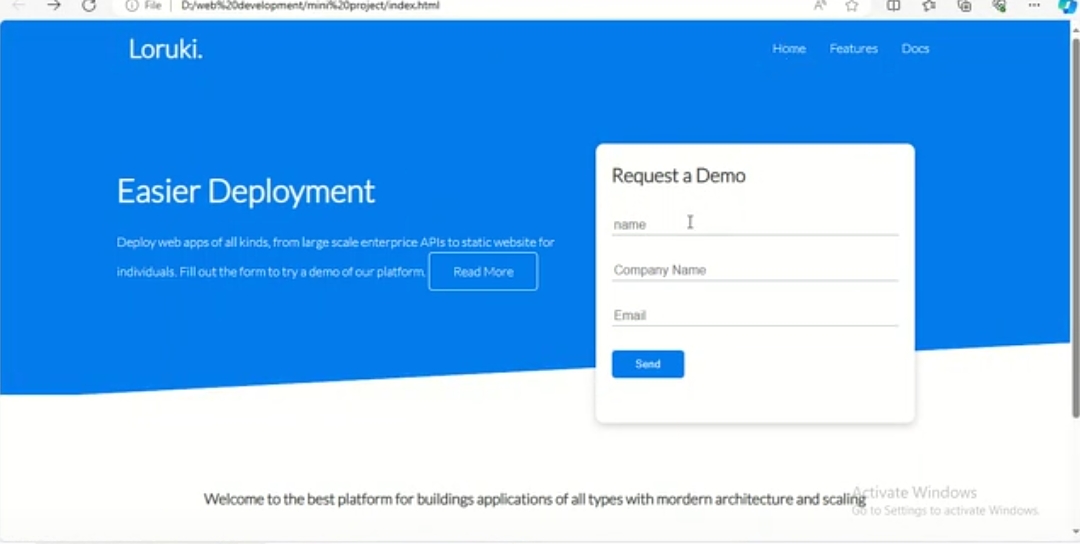 File D:/web%20development/mini%20project/index.html
Loruki.
Home Features Docs
Easier Deployment
Deploy web apps of all kinds, from large scale enterprice APIs to static website for
individuals. Fill out the form to try a demo of our platform. Read More
Request a Demo
name
Company Name
Email
Send
Welcome to the best platform for buildings applications of all types with mordern architecture and scaling
Activate Windows
Go to Settings to activate Windows.